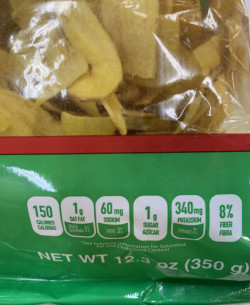 150 CALORIES CALORÍAS
1g SAT FAT
60mg SODIUM
1g SUGAR AZÚCAR
340mg POTASSIUM
8% FIBER FIBRA
NET WT 12.3 oz (350 g)